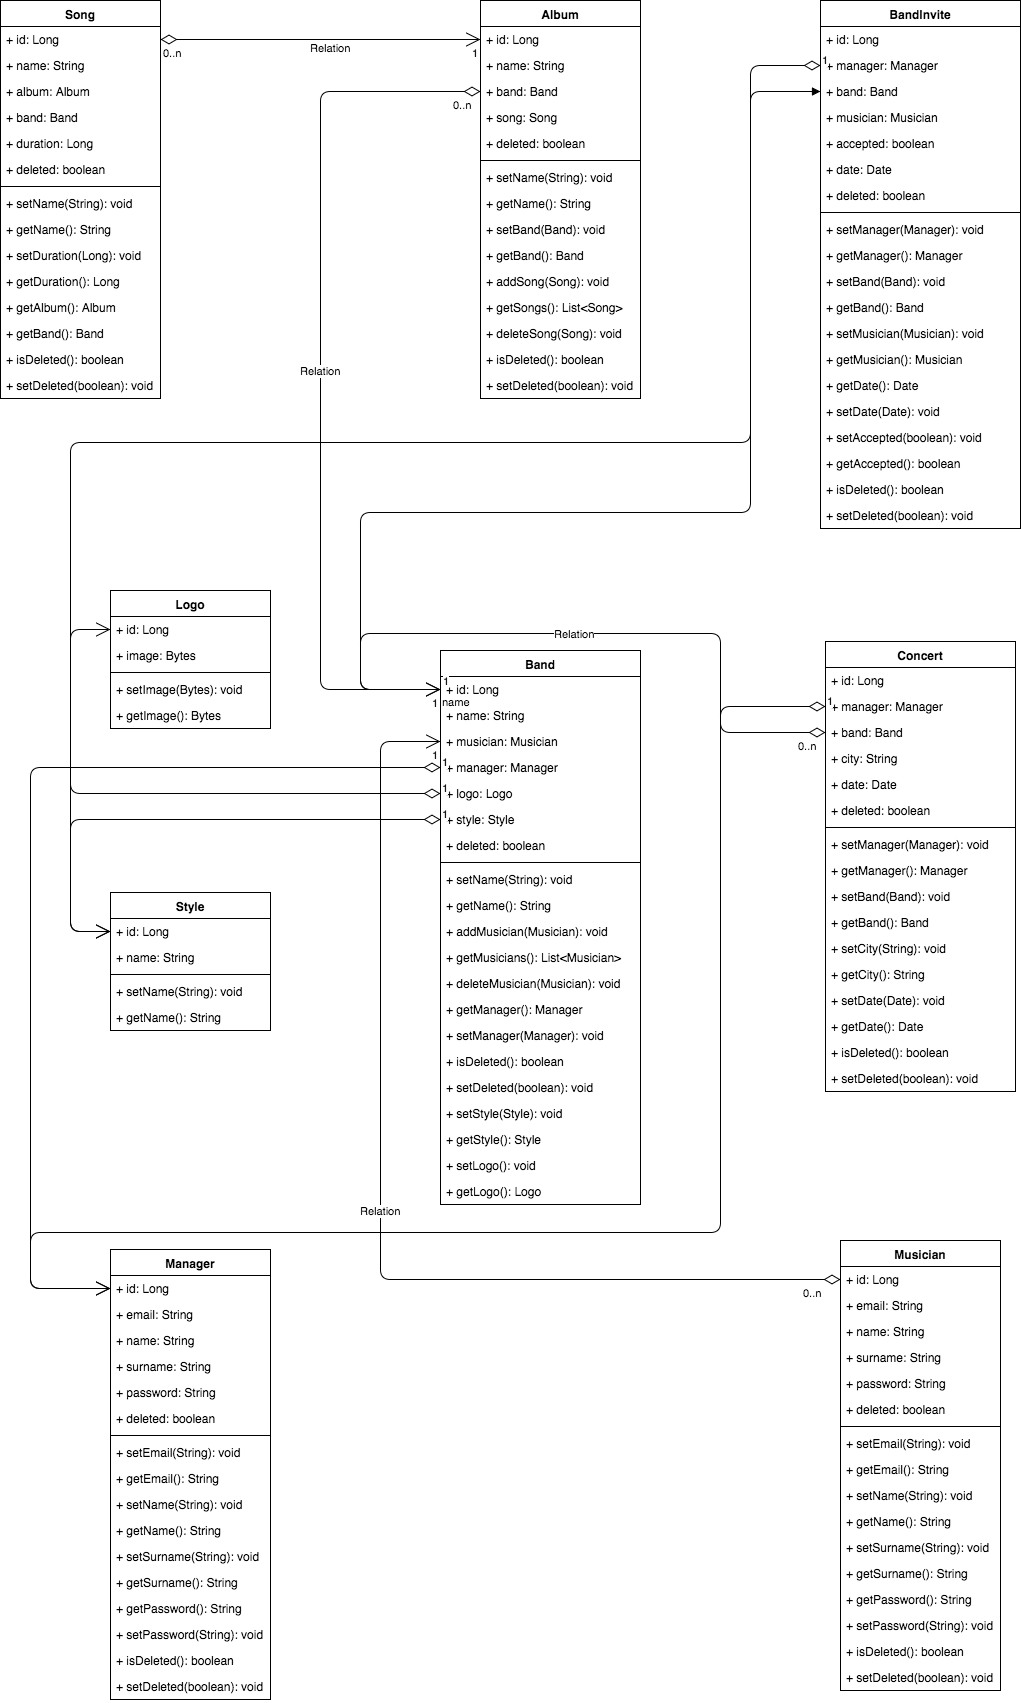 Song
+ id: Long
+ name: String
+ album: Album
+ band: Band
+ duration: Long
+ deleted: boolean
+ setName(String): void
+ getName(): String
+ setDuration(Long): void
+ getDuration(): Long
+ getAlbum(): Album
+ getBand(): Band
+ isDeleted(): boolean
+ setDeleted(boolean): void
0..n
Relation
1
Album
+ id: Long
+ name: String
+ band: Band
+ song: Song
+ deleted: boolean
+ setName(String): void
+ getName(): String
+ setBand(Band): void
+ getBand(): Band
+ addSong(Song): void
+ getSongs(): List<Song>
+ deleteSong(Song): void
+ isDeleted(): boolean
+ setDeleted(boolean): void
0..n
Relation
BandInvite
+ id: Long
1
+ manager: Manager
+ band: Band
+ musician: Musician
+ accepted: boolean
+ date: Date
+ deleted: boolean
+ setManager(Manager): void
+ getManager(): Manager
+ setBand(Band): void
+ getBand(): Band
+ setMusician(Musician): void
+ getMusician(): Musician
+ getDate(): Date
+ setDate(Date): void
+ setAccepted(boolean): void
+ getAccepted(): boolean
+ isDeleted(): boolean
+ setDeleted(boolean): void
Logo
+ id: Long
+ image: Bytes
+ setImage(Bytes): void
+ getImage(): Bytes
Relation
Band
1
+ id: Long
1 name
+ name: String
+ musician: Musician
1
1
+ manager: Manager
1
+ logo: Logo
1
+ style: Style
+ deleted: boolean
+ setName(String): void
+ getName(): String
+ addMusician(Musician): void
+ getMusicians(): List<Musician>
+ deleteMusician(Musician): void
+ getManager(): Manager
+ setManager(Manager): void
+ isDeleted(): boolean
+ setDeleted(boolean): void
+ setStyle(Style): void
+ getStyle(): Style
+ setLogo(): void
+ getLogo(): Logo
Concert
+ id: Long
1
+ manager: Manager
+ band: Band
0..n
+ city: String
+ date: Date
+ deleted: boolean
+ setManager(Manager): void
+ getManager(): Manager
+ setBand(Band): void
+ getBand(): Band
+ setCity(String): void
+ getCity(): String
+ setDate(Date): void
+ getDate(): Date
+ isDeleted(): boolean
+ setDeleted(boolean): void
Style
+ id: Long
+ name: String
+ setName(String): void
+ getName(): String
Relation
Manager
+ id: Long
+ email: String
+ name: String
+ surname: String
+ password: String
+ deleted: boolean
+ setEmail(String): void
+ getEmail(): String
+ setName(String): void
+ getName(): String
+ setSurname(String): void
+ getSurname(): String
+ getPassword(): String
+ setPassword(String): void
+ isDeleted(): boolean
+ setDeleted(boolean): void
Musician
+ id: Long
0..n
+ email: String
+ name: String
+ surname: String
+ password: String
+ deleted: boolean
+ setEmail(String): void
+ getEmail(): String
+ setName(String): void
+ getName(): String
+ setSurname(String): void
+ getSurname(): String
+ getPassword(): String
+ setPassword(String): void
+ isDeleted(): boolean
+ setDeleted(boolean): void